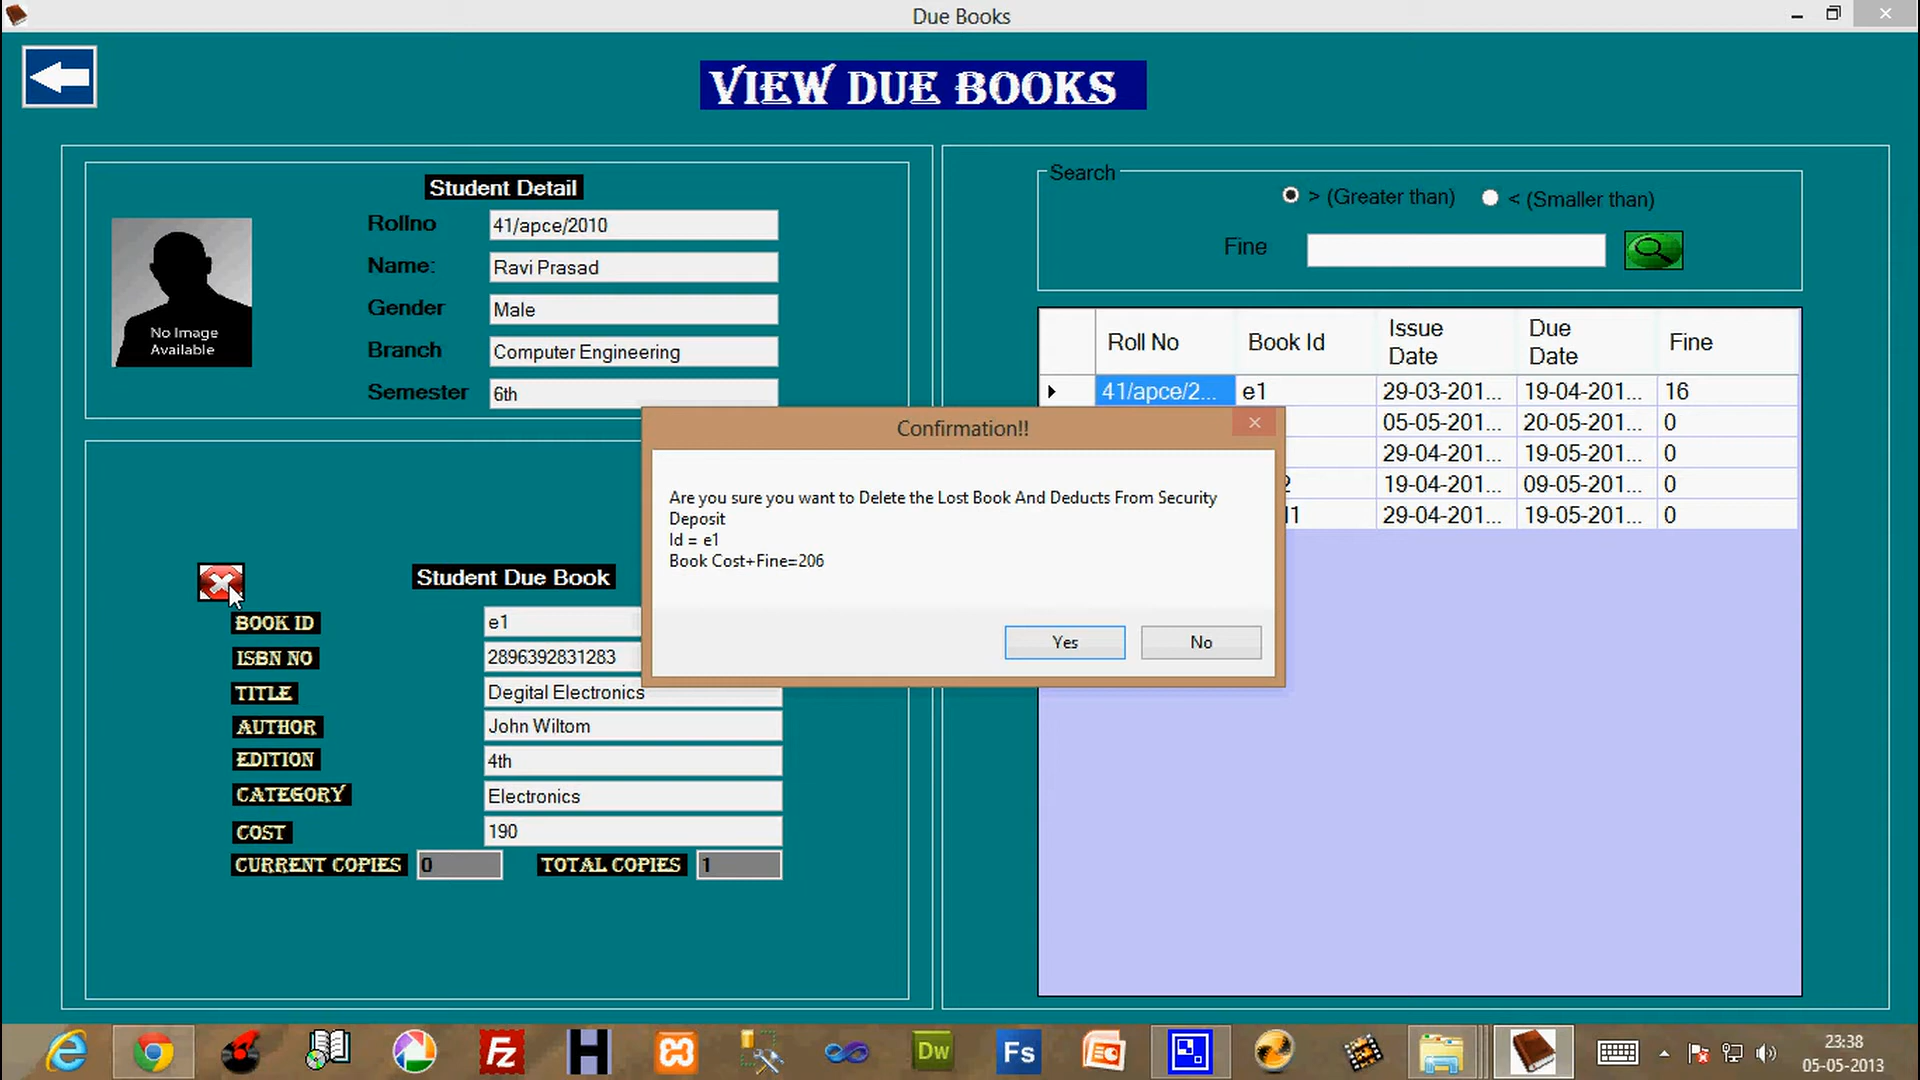 Due Books
VIEW DUE BOOKS
Student Detail
Rollno 41/apce/2010
Name: Ravi Prasad
Gender Male
Branch Computer Engineering
Semester 6th
No Image
Available
Search
> (Greater than) < (Smaller than)
Fine
Roll No Book Id Issue Date Due Date Fine
41/apce/2... e1 29-03-201... 19-04-201... 16
05-05-201... 20-05-201... 0
29-04-201... 19-05-201... 0
19-04-201... 09-05-201... 0
29-04-201... 19-05-201... 0
Confirmation!!
Are you sure you want to Delete the Lost Book And Deducts From Security
Deposit
Id = e1
Book Cost+Fine=206
Yes No
Student Due Book
BOOK ID e1
ISBN NO 2896392831283
TITLE Degital Electronics
AUTHOR John Wiltom
EDITION 4th
CATEGORY Electronics
COST 190
CURRENT COPIES 0 TOTAL COPIES 1
Fz
H
Dw
Fs
23:38
05-05-2013